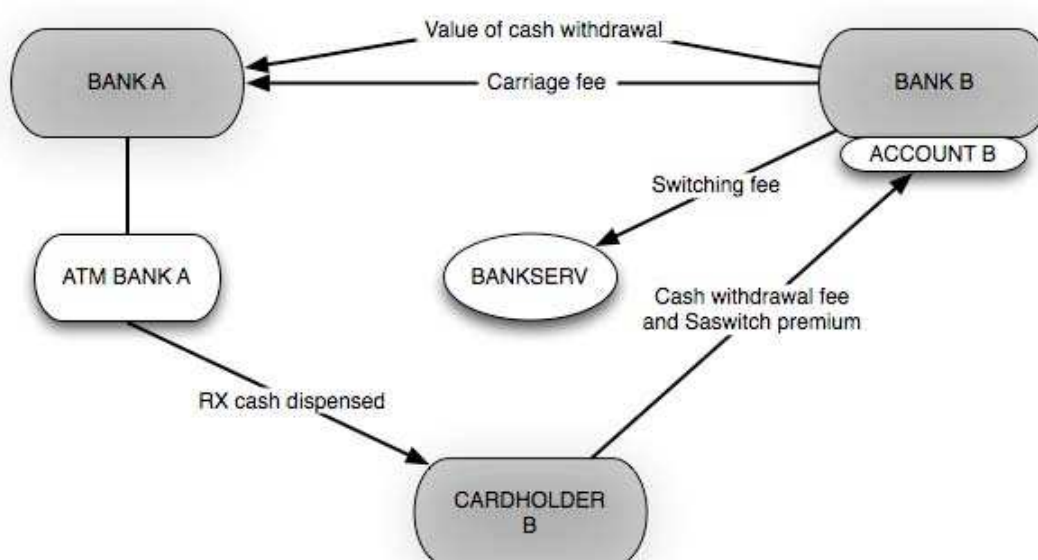 Value of cash withdrawal
BANK A
Carriage fee
BANK B
ACCOUNT B
Switching fee
ATM BANK A
BANKSERV
Cash withdrawal fee
and Saswitch premium
RX cash dispensed
CARDHOLDER
B